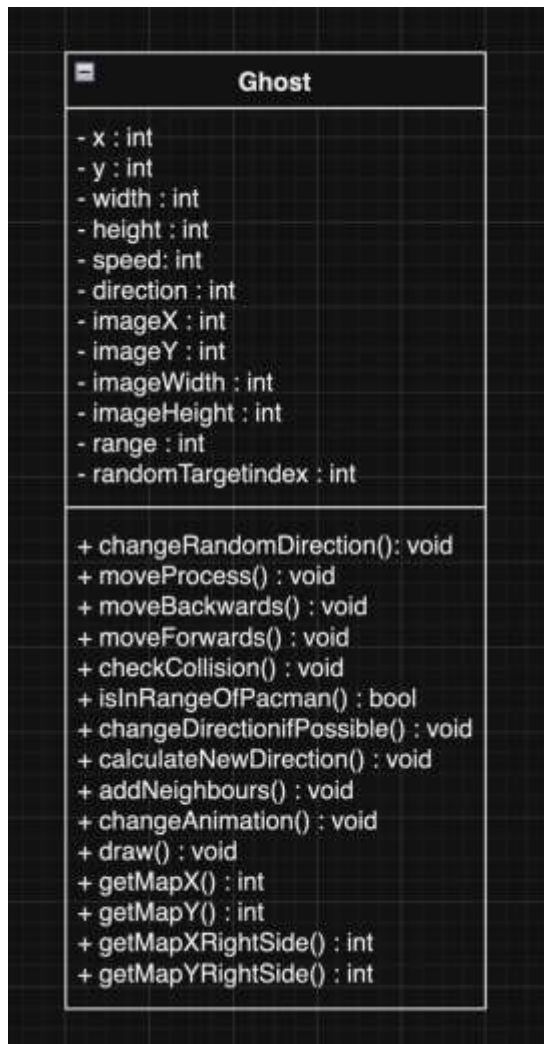 Ghost
- x : int
- y : int
- width : int
- height : int
- speed: int
- direction : int
- imageX : int
- imageY : int
- imageWidth : int
- imageHeight : int
- range : int
- randomTargetindex : int
+ changeRandomDirection(): void
+ moveProcess() : void
+ moveBackwards() : void
+ moveForwards() : void
+ checkCollision() : void
+ isInRangeOfPacman() : bool
+ changeDirectionifPossible() : void
+ calculateNewDirection() : void
+ addNeighbours() : void
+ changeAnimation() : void
+ draw() : void
+ getMapX() : int
+ getMapY() : int
+ getMapXRightSide() : int
+ getMapYRightSide() : int